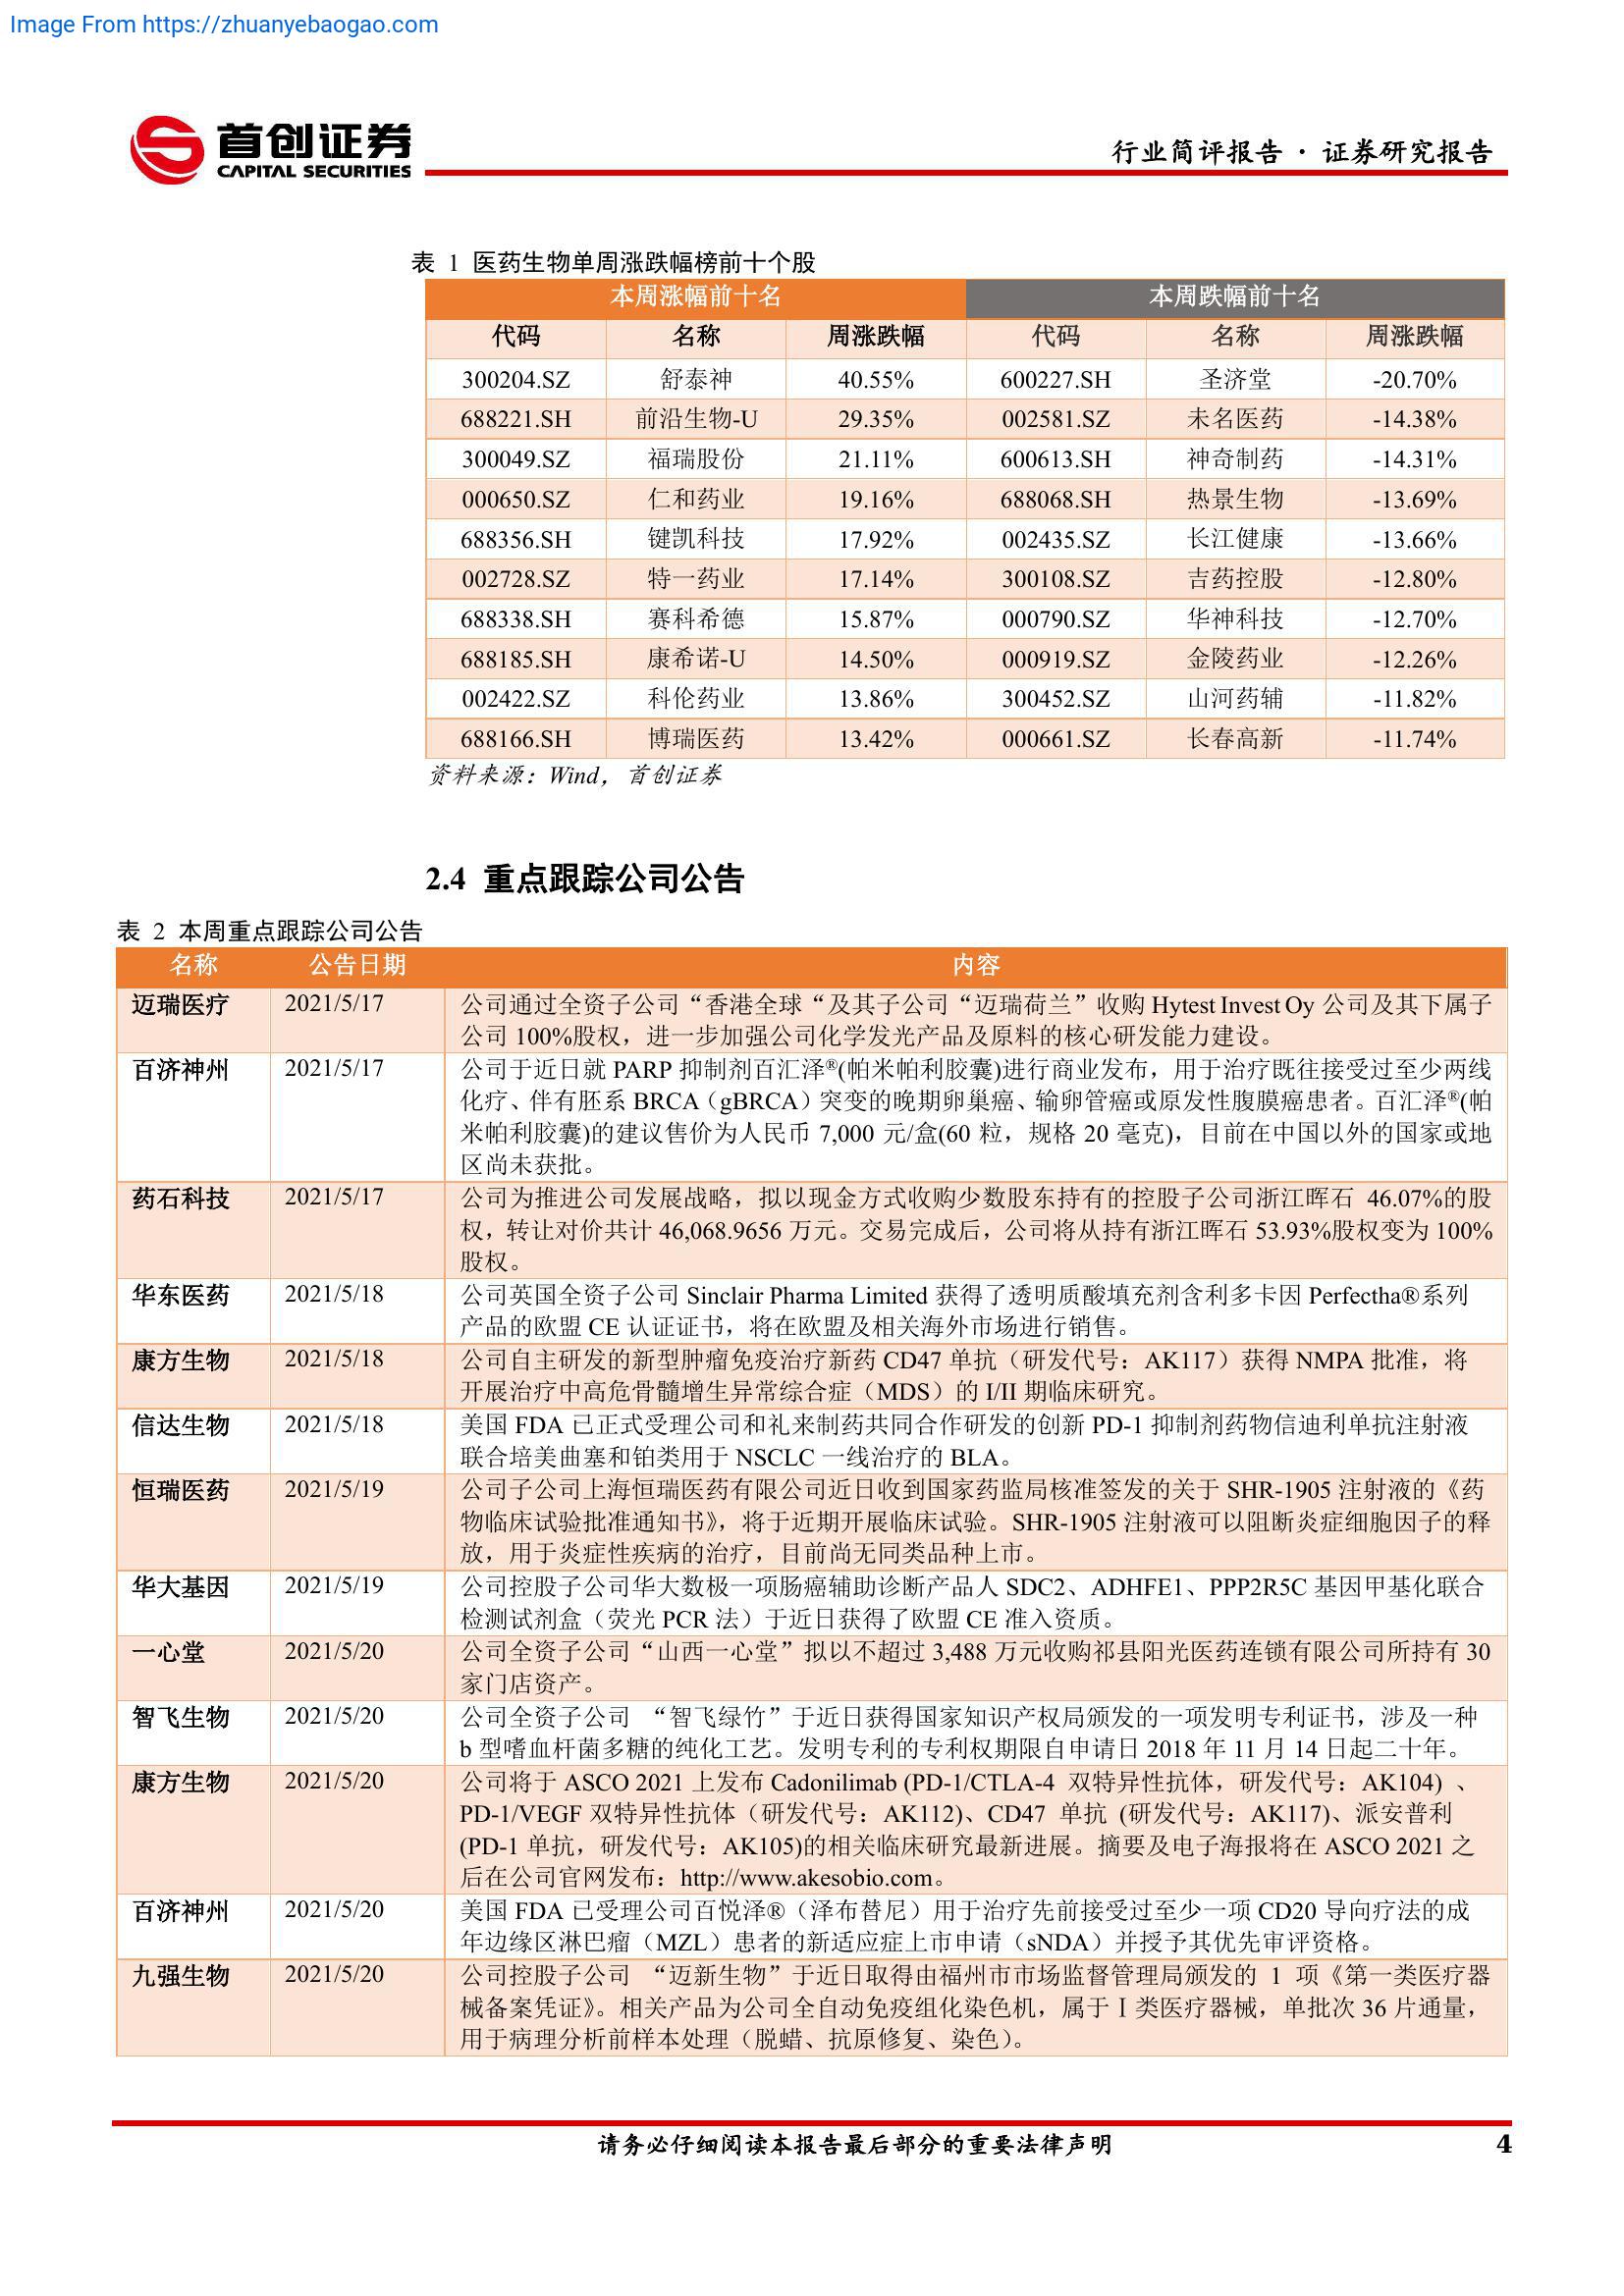 Image From https://zhuanyebaogao.com
首创证券
CAPITAL SECURITIES
行业简评报告 · 证券研究报告
表 1 医药生物单周涨跌幅榜前十个股
本周涨幅前十名 本周跌幅前十名
代码 名称 周涨跌幅 代码 名称 周涨跌幅
300204.SZ 舒泰神 40.55% 600227.SH 圣济堂 -20.70%
688221.SH 前沿生物-U 29.35% 002581.SZ 未名医药 -14.38%
300049.SZ 福瑞股份 21.11% 600613.SH 神奇制药 -14.31%
000650.SZ 仁和药业 19.16% 688068.SH 热景生物 -13.69%
688356.SH 键凯科技 17.92% 002435.SZ 长江健康 -13.66%
002728.SZ 特一药业 17.14% 300108.SZ 吉药控股 -12.80%
688338.SH 赛科希德 15.87% 000790.SZ 华神科技 -12.70%
688185.SH 康希诺-U 14.50% 000919.SZ 金陵药业 -12.26%
002422.SZ 科伦药业 13.86% 300452.SZ 山河药辅 -11.82%
688166.SH 博瑞医药 13.42% 000661.SZ 长春高新 -11.74%
资料来源：Wind，首创证券
2.4 重点跟踪公司公告
表 2 本周重点跟踪公司公告
名称 公告日期 内容
迈瑞医疗 2021/5/17 公司通过全资子公司“香港全球“及其子公司“迈瑞荷兰”收购 Hytest Invest Oy 公司及其下属子
公司 100%股权，进一步加强公司化学发光产品及原料的核心研发能力建设。
百济神州 2021/5/17 公司于近日就 PARP 抑制剂百汇泽®(帕米帕利胶囊)进行商业发布，用于治疗既往接受过至少两线
化疗、伴有胚系 BRCA（gBRCA）突变的晚期卵巢癌、输卵管癌或原发性腹膜癌患者。百汇泽®(帕
米帕利胶囊)的建议售价为人民币 7,000 元/盒(60 粒，规格 20 毫克)，目前在中国以外的国家或地
区尚未获批。
药石科技 2021/5/17 公司为推进公司发展战略，拟以现金方式收购少数股东持有的控股子公司浙江晖石 46.07%的股
权，转让对价共计 46,068.9656 万元。交易完成后，公司将从持有浙江晖石 53.93%股权变为 100%
股权。
华东医药 2021/5/18 公司英国全资子公司 Sinclair Pharma Limited 获得了透明质酸填充剂含利多卡因 Perfectha®系列
产品的欧盟 CE 认证证书，将在欧盟及相关海外市场进行销售。
康方生物 2021/5/18 公司自主研发的新型肿瘤免疫治疗新药 CD47 单抗（研发代号：AK117）获得 NMPA 批准，将
开展治疗中高危骨髓增生异常综合症（MDS）的 I/II 期临床研究。
信达生物 2021/5/18 美国 FDA 已正式受理公司和礼来制药共同合作研发的创新 PD-1 抑制剂药物信迪利单抗注射液
联合培美曲塞和铂类用于 NSCLC 一线治疗的 BLA。
恒瑞医药 2021/5/19 公司子公司上海恒瑞医药有限公司近日收到国家药监局核准签发的关于 SHR-1905 注射液的《药
物临床试验批准通知书》，将于近期开展临床试验。SHR-1905 注射液可以阻断炎症细胞因子的释
放，用于炎症性疾病的治疗，目前尚无同类品种上市。
华大基因 2021/5/19 公司控股子公司华大数极一项肠癌辅助诊断产品人 SDC2、ADHFE1、PPP2R5C 基因甲基化联合
检测试剂盒（荧光 PCR 法）于近日获得了欧盟 CE 准入资质。
一心堂 2021/5/20 公司全资子公司“山西一心堂”拟以不超过 3,488 万元收购祁县阳光医药连锁有限公司所持有 30
家门店资产。
智飞生物 2021/5/20 公司全资子公司 “智飞绿竹”于近日获得国家知识产权局颁发的一项发明专利证书，涉及一种
b 型嗜血杆菌多糖的纯化工艺。发明专利的专利权期限自申请日 2018 年 11 月 14 日起二十年。
康方生物 2021/5/20 公司将于 ASCO 2021 上发布 Cadonilimab (PD-1/CTLA-4 双特异性抗体，研发代号：AK104) 、
PD-1/VEGF 双特异性抗体（研发代号：AK112)、CD47 单抗 (研发代号：AK117)、派安普利
(PD-1 单抗，研发代号：AK105)的相关临床研究最新进展。摘要及电子海报将在 ASCO 2021 之
后在公司官网发布：http://www.akesobio.com。
百济神州 2021/5/20 美国 FDA 已受理公司百悦泽®（泽布替尼）用于治疗先前接受过至少一项 CD20 导向疗法的成
年边缘区淋巴瘤（MZL）患者的新适应症上市申请（sNDA）并授予其优先审评资格。
九强生物 2021/5/20 公司控股子公司 “迈新生物”于近日取得由福州市市场监督管理局颁发的 1 项《第一类医疗器
械备案凭证》。相关产品为公司全自动免疫组化染色机，属于 I 类医疗器械，单批次 36 片通量，
用于病理分析前样本处理（脱蜡、抗原修复、染色）。
请务必仔细阅读本报告最后部分的重要法律声明 4